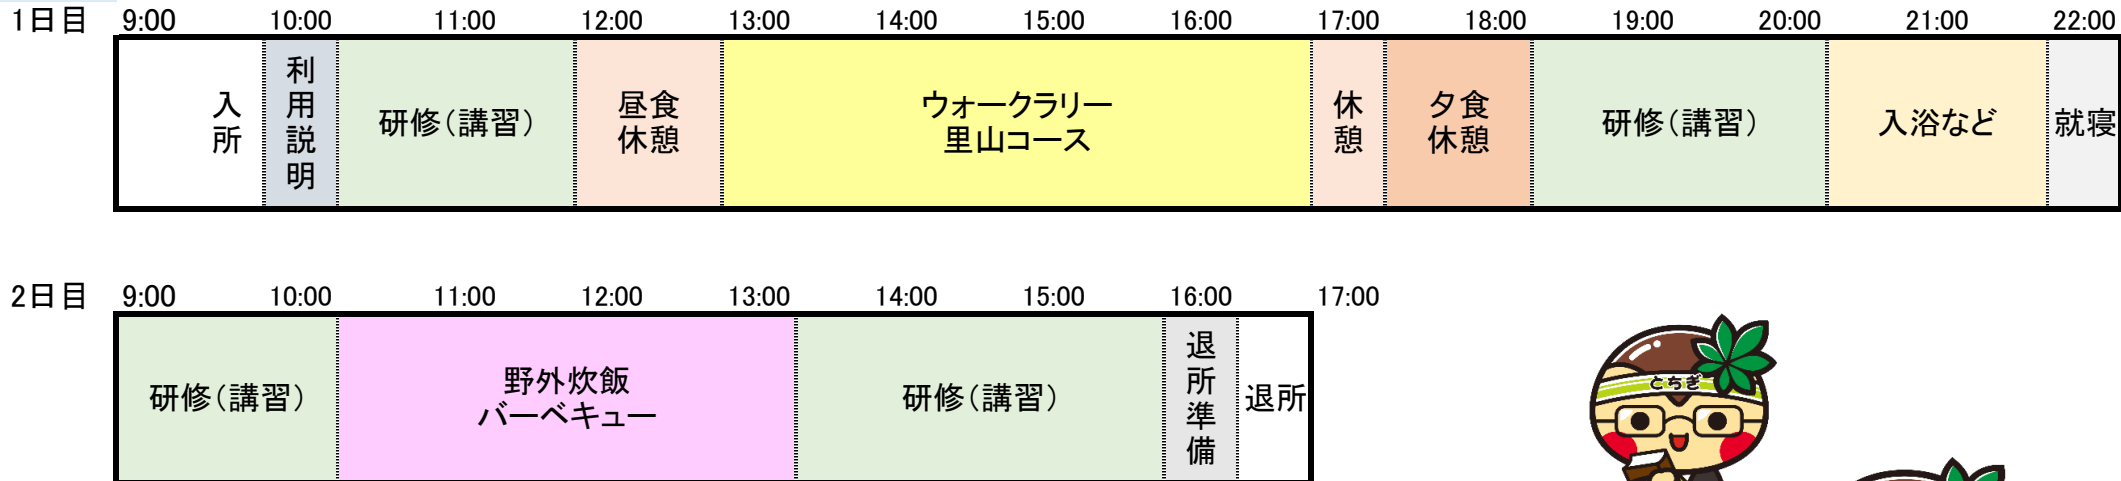 1日目 9:00 10:00 11:00 12:00 13:00 14:00 15:00 16:00 17:00 18:00 19:00 20:00 21:00 22:00
入所
利用説明
研修（講習）
昼食
休憩
ウォークラリー
里山コース
休憩
夕食
休憩
研修（講習）
入浴など
就寝
2日目 9:00 10:00 11:00 12:00 13:00 14:00 15:00 16:00 17:00
研修（講習）
野外炊飯
バーベキュー
研修（講習）
退所準備
退所
とちぎ